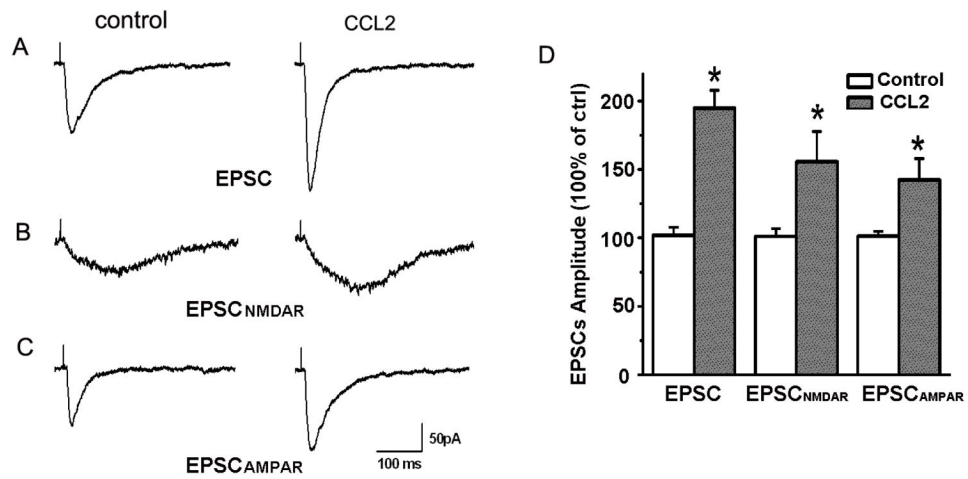 control
CCL2
A
EPSC
B
EPSCNMDAR
C
EPSCAMPAR
50pA
100 ms
D
EPSCs Amplitude (100% of ctrl)
200
150
100
50
0
* * *
Control
CCL2
EPSC EPSCNMDAR EPSCAMPAR